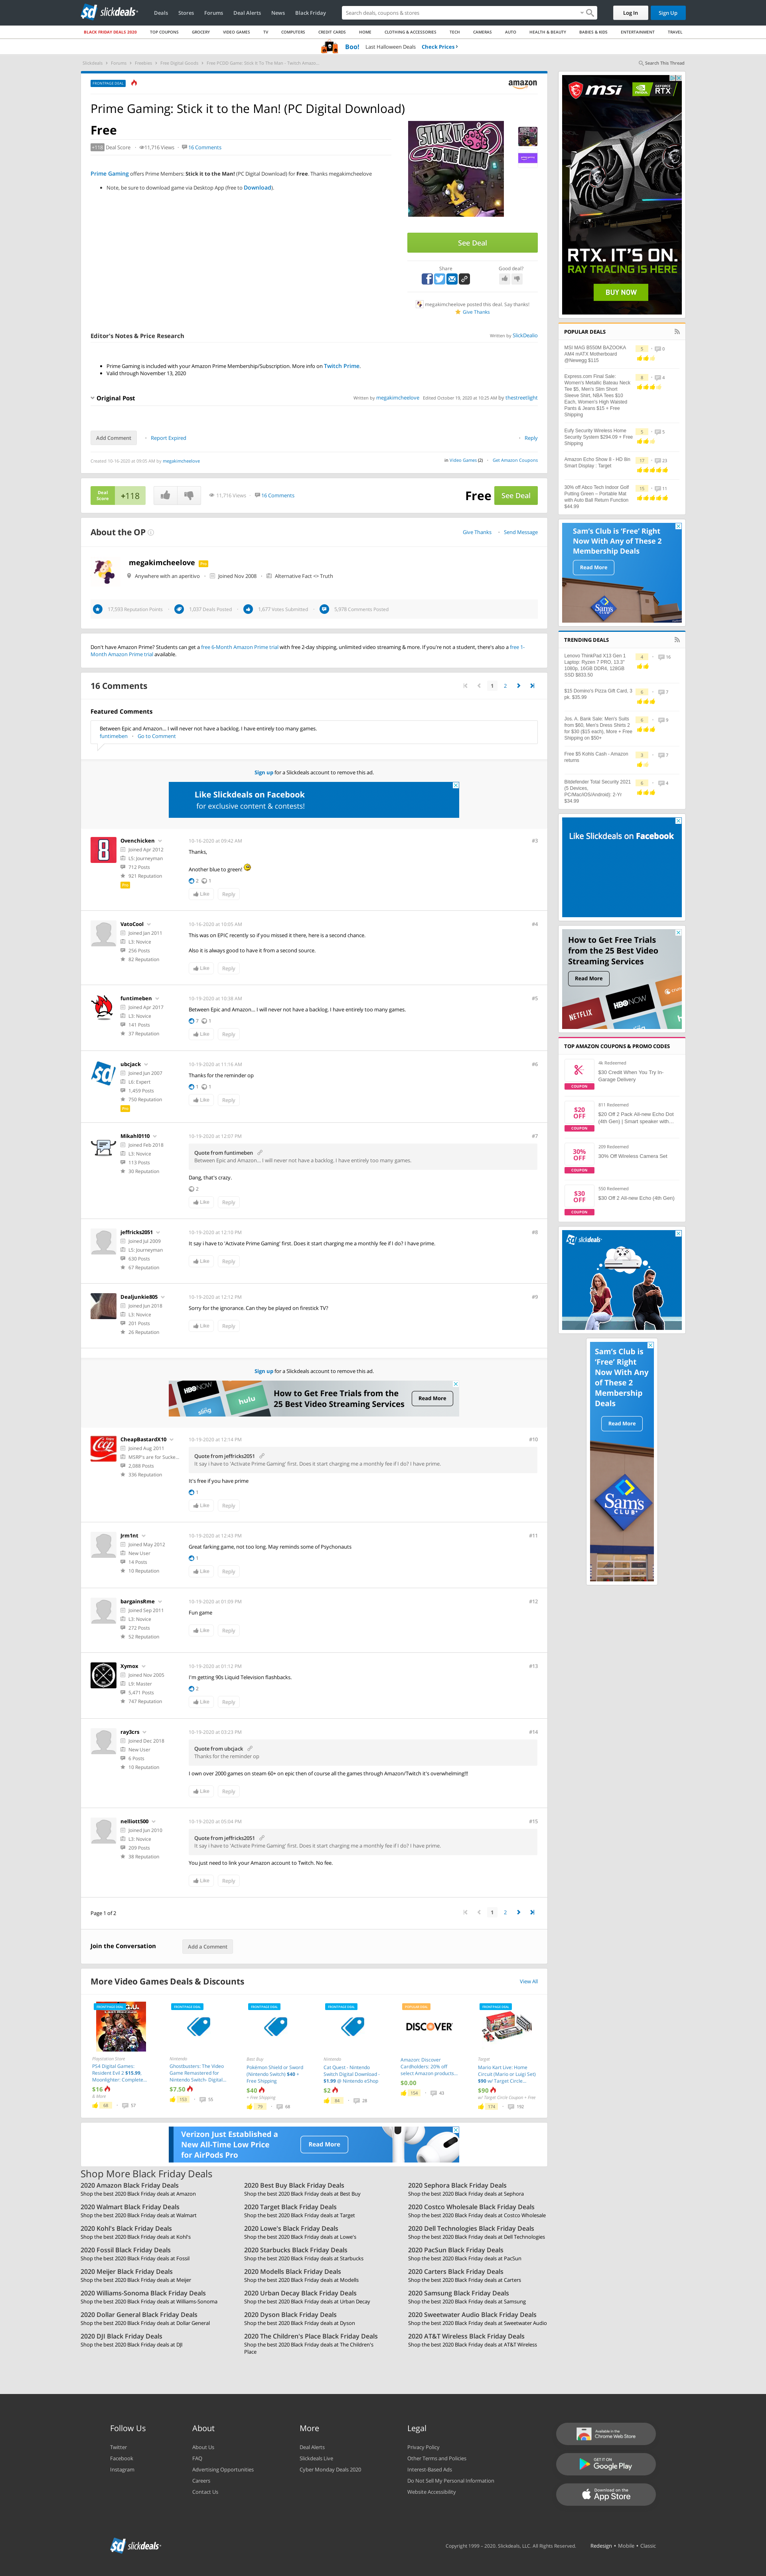 slickdeals
Deals Stores Forums Deal Alerts News Black Friday
Search deals, coupons & stores
Log In Sign Up
BLACK FRIDAY DEALS 2020 TOP COUPONS GROCERY VIDEO GAMES TV COMPUTERS CREDIT CARDS HOME CLOTHING & ACCESSORIES TECH CAMERAS AUTO HEALTH & BEAUTY BABIES & KIDS ENTERTAINMENT TRAVEL
Boo! Last Halloween Deals Check Prices
Slickdeals Forums Freebies Free Digital Goods
Search This Thread
FRONTPAGE DEAL
amazon
Prime Gaming: Stick it to the Man! (PC Digital Download)
Free
+118 Deal Score 11,716 Views 16 Comments
Prime Gaming offers Prime Members: Stick it to the Man! (PC Digital Download) for Free. Thanks megakimcheelove
Note, be sure to download game via Desktop App (free to Download).
STICK IT TO THE MAN!
See Deal
Share Good deal?
megakimcheelove posted this deal. Say thanks!
Give Thanks
Editor's Notes & Price Research
Written by SlickDealio
Prime Gaming is included with your Amazon Prime Membership/Subscription. More info on Twitch Prime.
Valid through November 13, 2020
Original Post
Written by megakimcheelove Edited October 19, 2020 at 10:25 AM by thestreetlight
Add Comment Report Expired Reply
Created 10-16-2020 at 09:05 AM by megakimcheelove
in Video Games (2) Get Amazon Coupons
Deal Score +118 11,716 Views 16 Comments Free See Deal
About the OP
Give Thanks Send Message
megakimcheelove Pro
Anywhere with an apentivo Joined Nov 2008 Alternative Fact <> Truth
17,593 Reputation Points 1,037 Deals Posted 1,677 Votes Submitted 5,978 Comments Posted
Don't have Amazon Prime? Students can get a free 6-Month Amazon Prime trial with free 2-day shipping, unlimited video streaming & more. If you're not a student, there's also a free 1-
Month Amazon Prime trial available.
16 Comments
1 2
Featured Comments
Between Epic and Amazon... I will never not have a backlog. I have entirely too many games.
funtimeben Go to Comment
Sign up for a Slickdeals account to remove this ad.
Like Slickdeals on Facebook
for exclusive content & contests!
Ovenchicken
Joined Apr 2012
L5: Journeyman
712 Posts
921 Reputation
Pro
10-16-2020 at 09:42 AM #3
Thanks,
Another blue to green!
2 1
Like Reply
VatoCool
Joined Jan 2011
L3: Novice
256 Posts
82 Reputation
10-16-2020 at 10:05 AM #4
This was on EPIC recently so if you missed it there, here is a second chance.
Also it is always good to have it from a second source.
Like Reply
funtimeben
Joined Apr 2017
L3: Novice
141 Posts
37 Reputation
10-19-2020 at 10:38 AM #5
Between Epic and Amazon... I will never not have a backlog. I have entirely too many games.
7 1
Like Reply
ubcjack
Joined Jun 2007
L6: Expert
1,459 Posts
750 Reputation
Pro
10-19-2020 at 11:16 AM #6
Thanks for the reminder op
1 1
Like Reply
Mikahl0110
Joined Feb 2018
L3: Novice
113 Posts
30 Reputation
10-19-2020 at 12:07 PM #7
Quote from funtimeben
Between Epic and Amazon... I will never not have a backlog. I have entirely too many games.
Dang, that's crazy.
2
Like Reply
jeffricks2051
Joined Jul 2009
L5: Journeyman
630 Posts
67 Reputation
10-19-2020 at 12:10 PM #8
It say i have to 'Activate Prime Gaming' first. Does it start charging me a monthly fee if I do? I have prime.
Like Reply
DealJunkie805
Joined Jun 2018
L3: Novice
201 Posts
26 Reputation
10-19-2020 at 12:12 PM #9
Sorry for the ignorance. Can they be played on firestick TV?
Like Reply
Sign up for a Slickdeals account to remove this ad.
HBO NOW hulu sling
How to Get Free Trials from the
25 Best Video Streaming Services
Read More
CheapBastardX10
Joined Aug 2011
MSRP's are for Sucke...
2,088 Posts
336 Reputation
10-19-2020 at 12:14 PM #10
Quote from jeffricks2051
It say i have to 'Activate Prime Gaming' first. Does it start charging me a monthly fee if I do? I have prime.
It's free if you have prime
1
Like Reply
Jrm1nt
Joined May 2012
New User
14 Posts
10 Reputation
10-19-2020 at 12:43 PM #11
Great farking game, not too long. May reminds some of Psychonauts
1
Like Reply
bargainsRme
Joined Sep 2011
L3: Novice
272 Posts
52 Reputation
10-19-2020 at 01:09 PM #12
Fun game
Like Reply
Xymox
Joined Nov 2005
L9: Master
5,471 Posts
747 Reputation
10-19-2020 at 01:12 PM #13
I'm getting 90s Liquid Television flashbacks.
2
Like Reply
ray3crs
Joined Dec 2018
New User
6 Posts
10 Reputation
10-19-2020 at 03:23 PM #14
Quote from ubcjack
Thanks for the reminder op
I own over 2000 games on steam 60+ on epic then of course all the games through Amazon/Twitch it's overwhelming!!!
Like Reply
nelliott500
Joined Jun 2010
L3: Novice
209 Posts
38 Reputation
10-19-2020 at 05:04 PM #15
Quote from jeffricks2051
It say i have to 'Activate Prime Gaming' first. Does it start charging me a monthly fee if I do? I have prime.
You just need to link your Amazon account to Twitch. No fee.
Like Reply
Page 1 of 2
1 2
Join the Conversation Add a Comment
More Video Games Deals & Discounts View All
Playstation Store
PS4 Digital Games: Resident Evil 2 $15.99, Moonlighter: Complete...
$16
& More
68 57
Nintendo
Ghostbusters: The Video Game Remastered for Nintendo Switch- Digital...
$7.50
153 50
Best Buy
Pokémon Shield or Sword (Nintendo Switch) $40 + Free Shipping
$40
+ Free Shipping
79 68
Nintendo
Cat Quest - Nintendo Switch Digital Download - $1.99 @ Nintendo eShop
$2
84 28
DISCOVER
Amazon: Discover Cardholders: 20% off select Amazon products...
$0.00
154 43
Target
Mario Kart Live: Home Circuit (Mario or Luigi Set) $90 w/ Target Circle...
$90
w/ Target Circle Coupon + Free
174 192
Verizon Just Established a
New All-Time Low Price
for AirPods Pro
Read More
Shop More Black Friday Deals
2020 Amazon Black Friday Deals
Shop the best 2020 Black Friday deals at Amazon
2020 Best Buy Black Friday Deals
Shop the best 2020 Black Friday deals at Best Buy
2020 Sephora Black Friday Deals
Shop the best 2020 Black Friday deals at Sephora
2020 Walmart Black Friday Deals
Shop the best 2020 Black Friday deals at Walmart
2020 Target Black Friday Deals
Shop the best 2020 Black Friday deals at Target
2020 Costco Wholesale Black Friday Deals
Shop the best 2020 Black Friday deals at Costco Wholesale
2020 Kohl's Black Friday Deals
Shop the best 2020 Black Friday deals at Kohl's
2020 Lowe's Black Friday Deals
Shop the best 2020 Black Friday deals at Lowe's
2020 Dell Technologies Black Friday Deals
Shop the best 2020 Black Friday deals at Dell Technologies
2020 Fossil Black Friday Deals
Shop the best 2020 Black Friday deals at Fossil
2020 Starbucks Black Friday Deals
Shop the best 2020 Black Friday deals at Starbucks
2020 PacSun Black Friday Deals
Shop the best 2020 Black Friday deals at PacSun
2020 Meijer Black Friday Deals
Shop the best 2020 Black Friday deals at Meijer
2020 Modells Black Friday Deals
Shop the best 2020 Black Friday deals at Modells
2020 Carters Black Friday Deals
Shop the best 2020 Black Friday deals at Carters
2020 Williams-Sonoma Black Friday Deals
Shop the best 2020 Black Friday deals at Williams-Sonoma
2020 Urban Decay Black Friday Deals
Shop the best 2020 Black Friday deals at Urban Decay
2020 Samsung Black Friday Deals
Shop the best 2020 Black Friday deals at Samsung
2020 Dollar General Black Friday Deals
Shop the best 2020 Black Friday deals at Dollar General
2020 Dyson Black Friday Deals
Shop the best 2020 Black Friday deals at Dyson
2020 Sweetwater Audio Black Friday Deals
Shop the best 2020 Black Friday deals at Sweetwater Audio
2020 DJI Black Friday Deals
Shop the best 2020 Black Friday deals at DJI
2020 The Children's Place Black Friday Deals
Shop the best 2020 Black Friday deals at The Children's
Place
2020 AT&T Wireless Black Friday Deals
Shop the best 2020 Black Friday deals at AT&T Wireless
msi NVIDIA GEFORCE RTX
RTX. IT'S ON.
RAY TRACING IS HERE
BUY NOW
POPULAR DEALS
MSI MAG B550M BAZOOKA
AM4 mATX Motherboard
@Newegg $115
Express.com Final Sale:
Women's Metallic Bateau Neck
Tee $5, Men's Slim Short
Sleeve Shirt, NBA Tees $10
Each, Women's High Waisted
Pants & Jeans $15 + Free
Shipping
Eufy Security Wireless Home
Security System $294.09 + Free
Shipping
Amazon Echo Show 8 - HD 8in
Smart Display : Target
30% off Abco Tech Indoor Golf
Putting Green – Portable Mat
with Auto Ball Return Function
$44.99
Sam's Club is 'Free' Right
Now With Any of These 2
Membership Deals
Read More
Sam's CLUB
TRENDING DEALS
Lenovo ThinkPad X13 Gen 1
Laptop: Ryzen 7 PRO, 13.3"
1080p, 16GB DDR4, 128GB
SSD $833.50
$15 Domino's Pizza Gift Card, 3
pk. $35.99
Jos. A. Bank Sale: Men's Suits
from $60, Men's Dress Shirts 2
for $30 ($15 each), More + Free
Shipping on $50+
Free $5 Kohls Cash - Amazon
returns
Bitdefender Total Security 2021
(5 Devices,
PC/Mac/iOS/Android): 2-Yr
$34.99
Like Slickdeals on Facebook
How to Get Free Trials
from the 25 Best Video
Streaming Services
Read More
NETFLIX HBO NOW hulu sling
TOP AMAZON COUPONS & PROMO CODES
4k Redeemed
$30 Credit When You Try In-
Garage Delivery
COUPON
$20 OFF
811 Redeemed
$20 Off 2 Pack All-new Echo Dot
(4th Gen) | Smart speaker with...
COUPON
30% OFF
209 Redeemed
30% Off Wireless Camera Set
COUPON
$30 OFF
550 Redeemed
$30 Off 2 All-new Echo (4th Gen)
COUPON
slickdeals
Sam's Club is
'Free' Right
Now With Any
of These 2
Membership
Deals
Read More
Sam's CLUB
Follow Us
Twitter
Facebook
Instagram
About
About Us
FAQ
Advertising Opportunities
Careers
Contact Us
More
Deal Alerts
Slickdeals Live
Cyber Monday Deals 2020
Legal
Privacy Policy
Other Terms and Policies
Interest-Based Ads
Do Not Sell My Personal Information
Website Accessibility
Available in the
Chrome Web Store
GET IT ON
Google Play
Download on the
App Store
slickdeals
Copyright 1999 – 2020. Slickdeals, LLC. All Rights Reserved. Redesign • Mobile • Classic